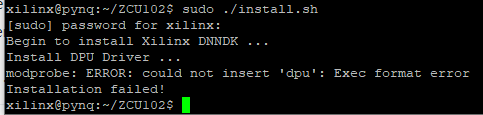 xilinx@pynq:~/ZCU102$ sudo ./install.sh
[sudo] password for xilinx:
Begin to install Xilinx DNNDK ...
Install DPU Driver ...
modprobe: ERROR: could not insert 'dpu': Exec format error
Installation failed!
xilinx@pynq:~/ZCU102$